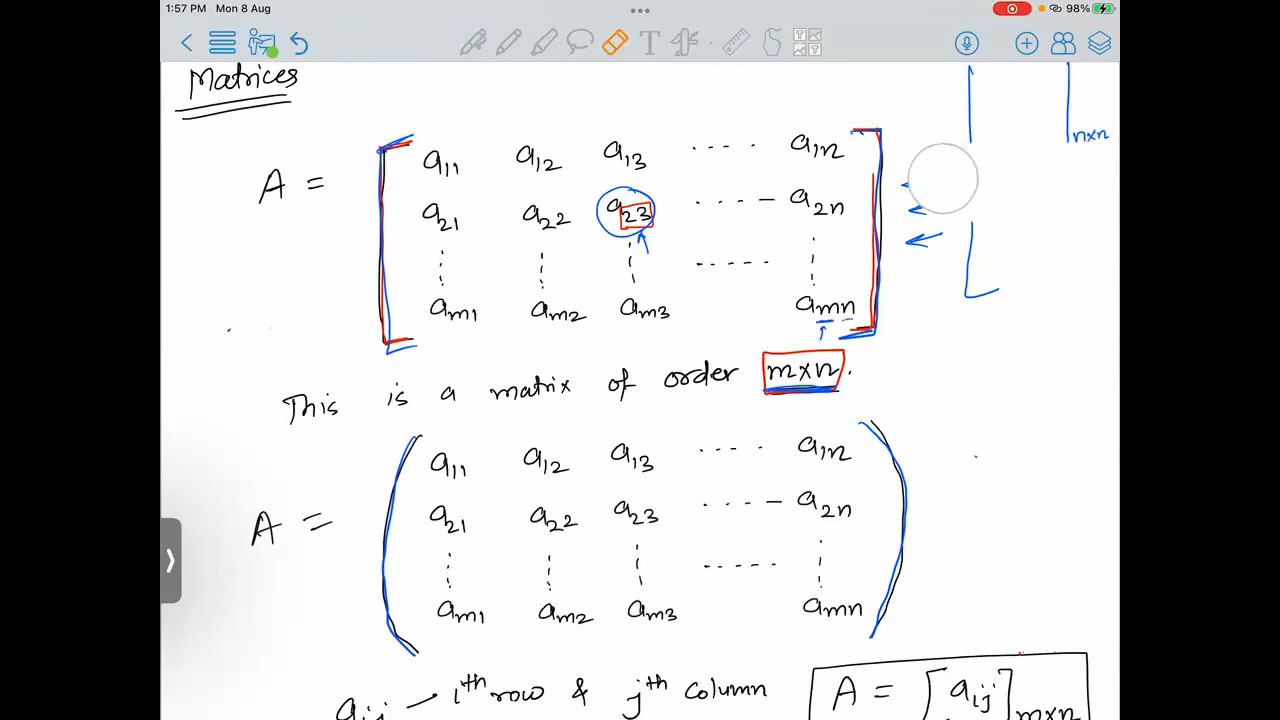 1:57 PM Mon 8 Aug
98%
T
Matrices
n×n
A = [ a11 a12 a13 ..... a1n
a21 a22 a23 ..... a2n
am1 am2 am3 amn ]
This is a matrix of order m×n.
A = ( a11 a12 a13 ..... a1n
a21 a22 a23 ..... a2n
am1 am2 am3 amn )
aij → ith row & jth column
A = [aij] m×n